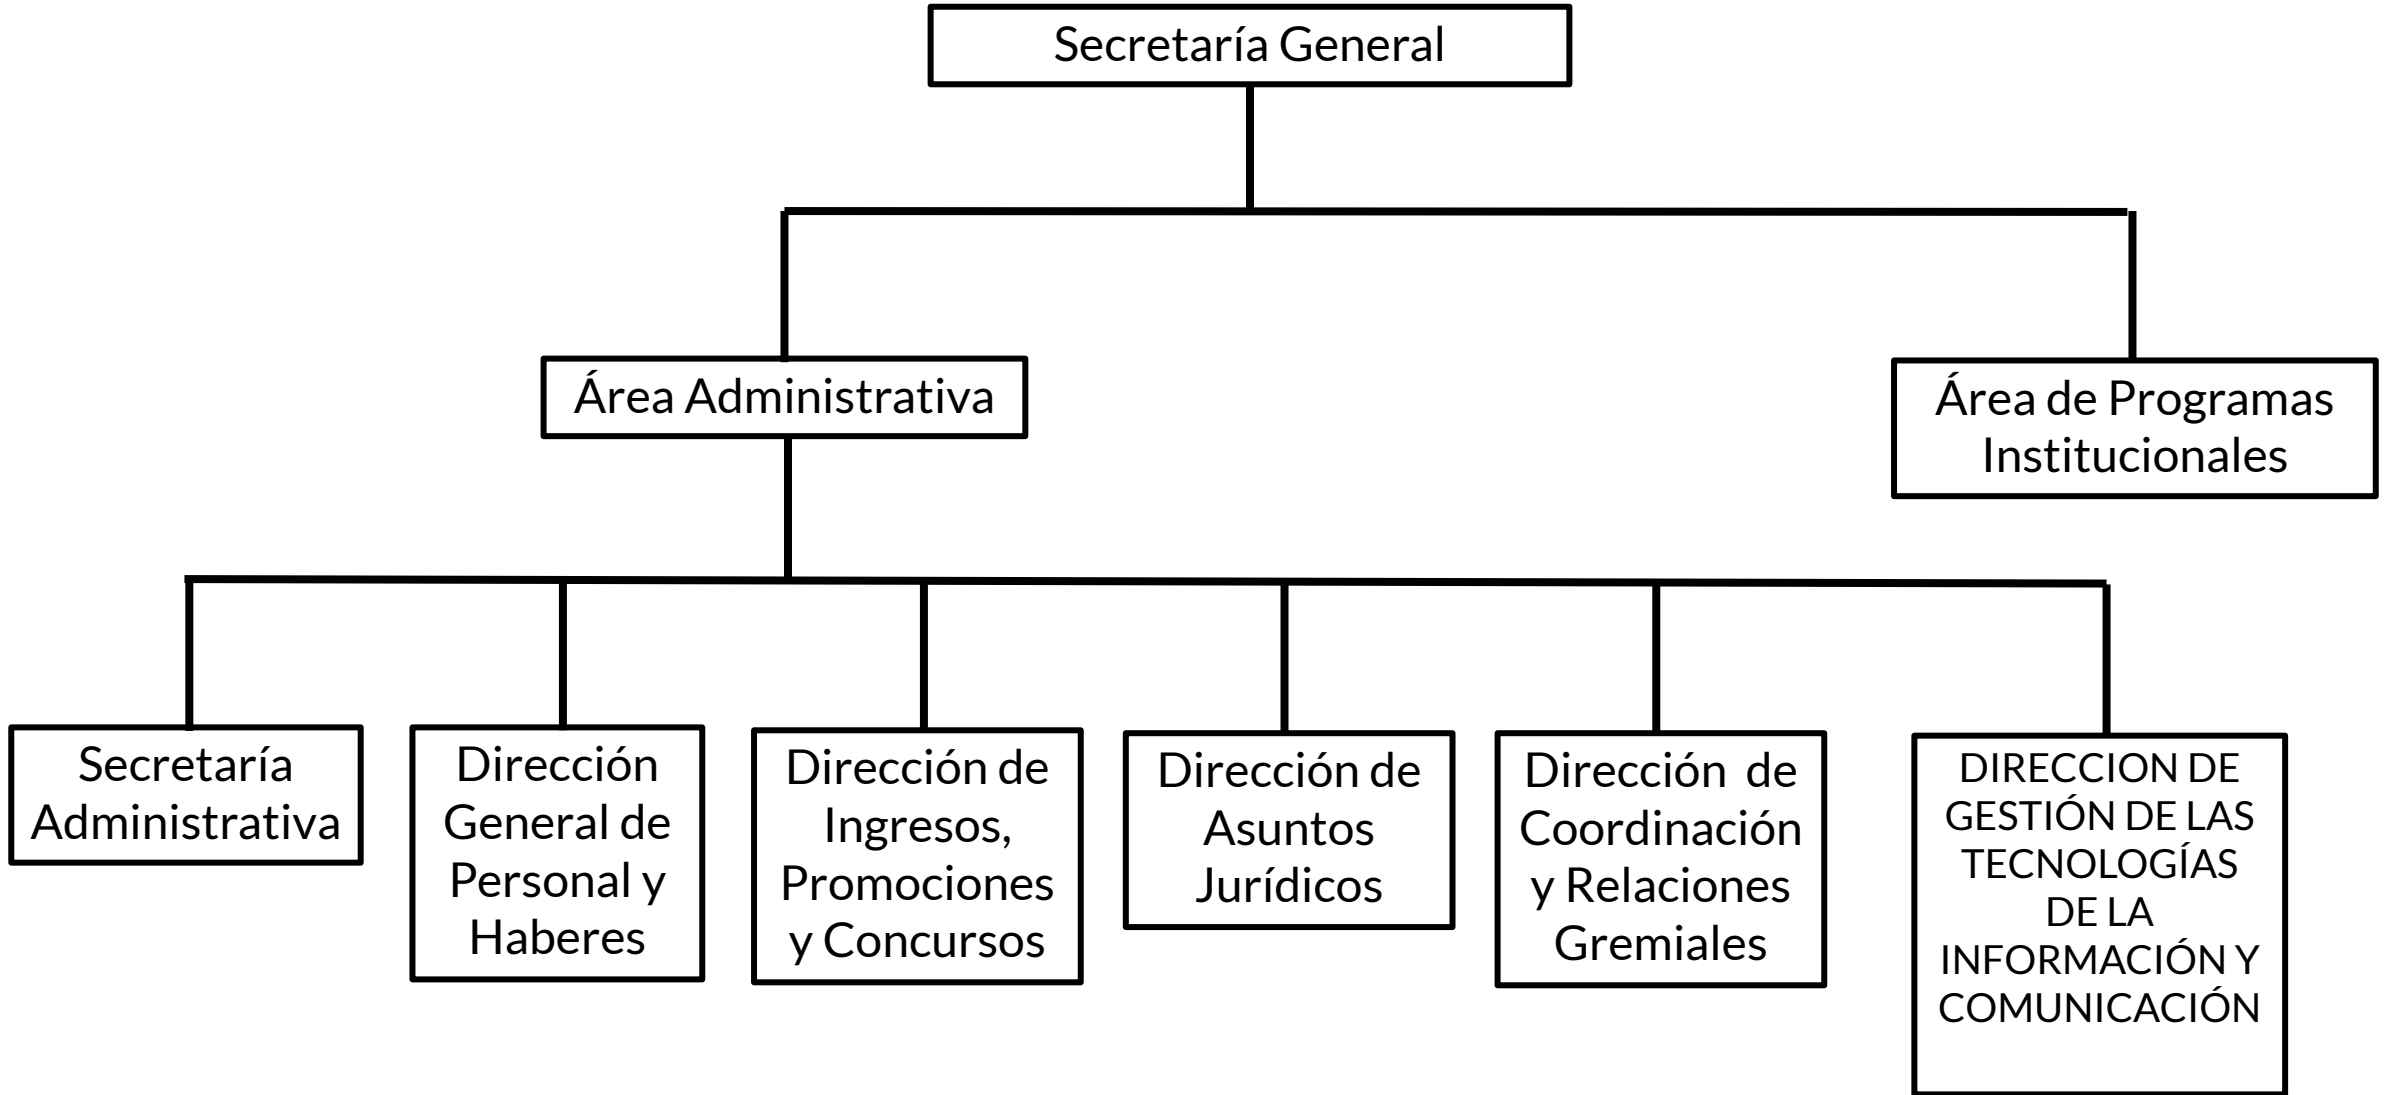 Secretaría General
Área Administrativa
Área de Programas
Institucionales
Secretaría
Administrativa
Dirección
General de
Personal y
Haberes
Dirección de
Ingresos,
Promociones
y Concursos
Dirección de
Asuntos
Jurídicos
Dirección  de
Coordinación
y Relaciones
Gremiales
DIRECCION DE
GESTIÓN DE LAS
TECNOLOGÍAS
DE LA
INFORMACIÓN Y
COMUNICACIÓN